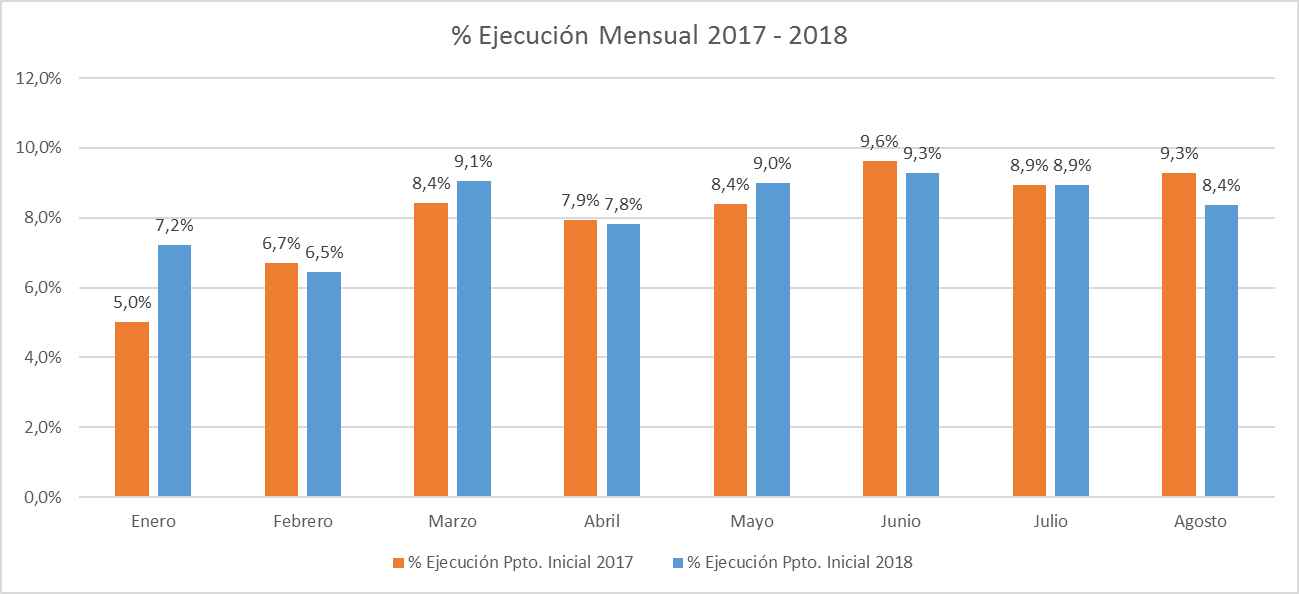 % Ejecución Mensual 2017 - 2018
12,0%
10,0%
8,0%
6,0%
4,0%
2,0%
0,0%
5,0%
7,2%
6,7%
6,5%
8,4%
9,1%
7,9%
7,8%
8,4%
9,0%
9,6%
9,3%
8,9%
8,9%
9,3%
8,4%
Enero
Febrero
Marzo
Abril
Mayo
Junio
Julio
Agosto
% Ejecución Ppto. Inicial 2017
% Ejecución Ppto. Inicial 2018